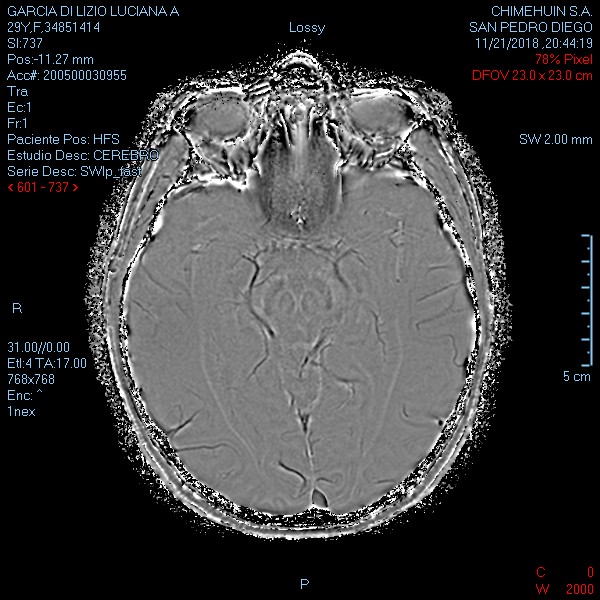 GARCIA DI LIZIO LUCIANA A
29Y,F,34851414
SI:737
Pos:-11.27 mm
Acc#: 200500030955
Tra
Ec:1
Fr:1
Paciente Pos: HFS
Estudio Desc: CEREBRO
Serie Desc: SWIp_fast
< 601 - 737 >
Lossy
CHIMEHUIN S.A.
SAN PEDRO DIEGO
11/21/2018 ,20:44:19
78% Pixel
DFOV 23.0 x 23.0 cm
SW 2.00 mm
R
31.00//0.00
Etl:4 TA:17.00
768x768
Enc: ^
1nex
5 cm
P
C 0
W 2000